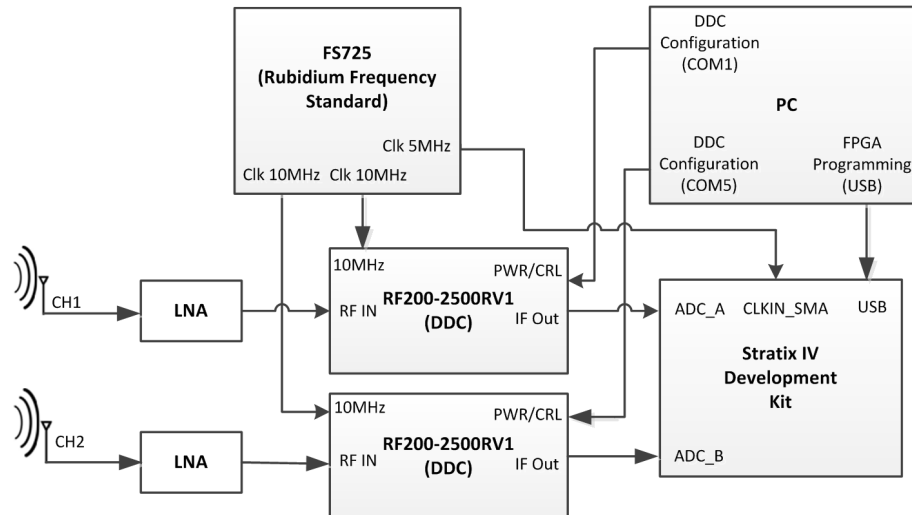 FS725
(Rubidium Frequency
Standard)
Clk 5MHz
Clk 10MHz Clk 10MHz
DDC
Configuration
(COM1)
PC
DDC
Configuration
(COM5)
FPGA
Programming
(USB)
CH1
LNA
10MHz
PWR/CRL
RF200-2500RV1
(DDC)
RF IN
IF Out
ADC_A
CLKIN_SMA
USB
Stratix IV
Development
Kit
ADC_B
CH2
LNA
10MHz
PWR/CRL
RF200-2500RV1
(DDC)
RF IN
IF Out